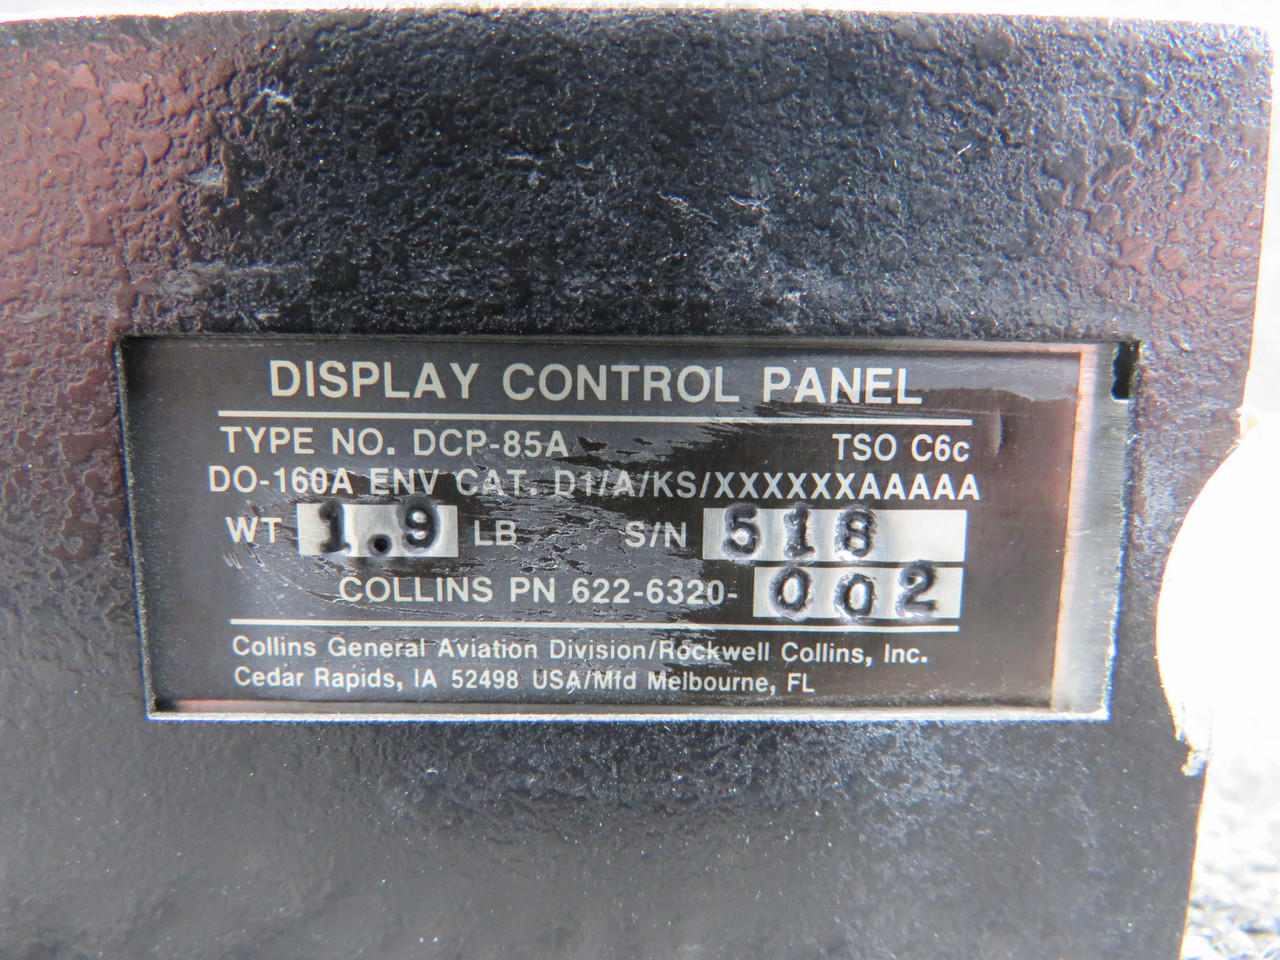 DISPLAY CONTROL PANEL
TYPE NO. DCP-85A TSO C6c
DO-160A ENV CAT. D1/A/KS/XXXXXXAAAAA
WT 1.9 LB S/N 518
COLLINS PN 622-6320-002
Collins General Aviation Division/Rockwell Collins, Inc.
Cedar Rapids, IA 52498 USA/Mfd Melbourne, FL